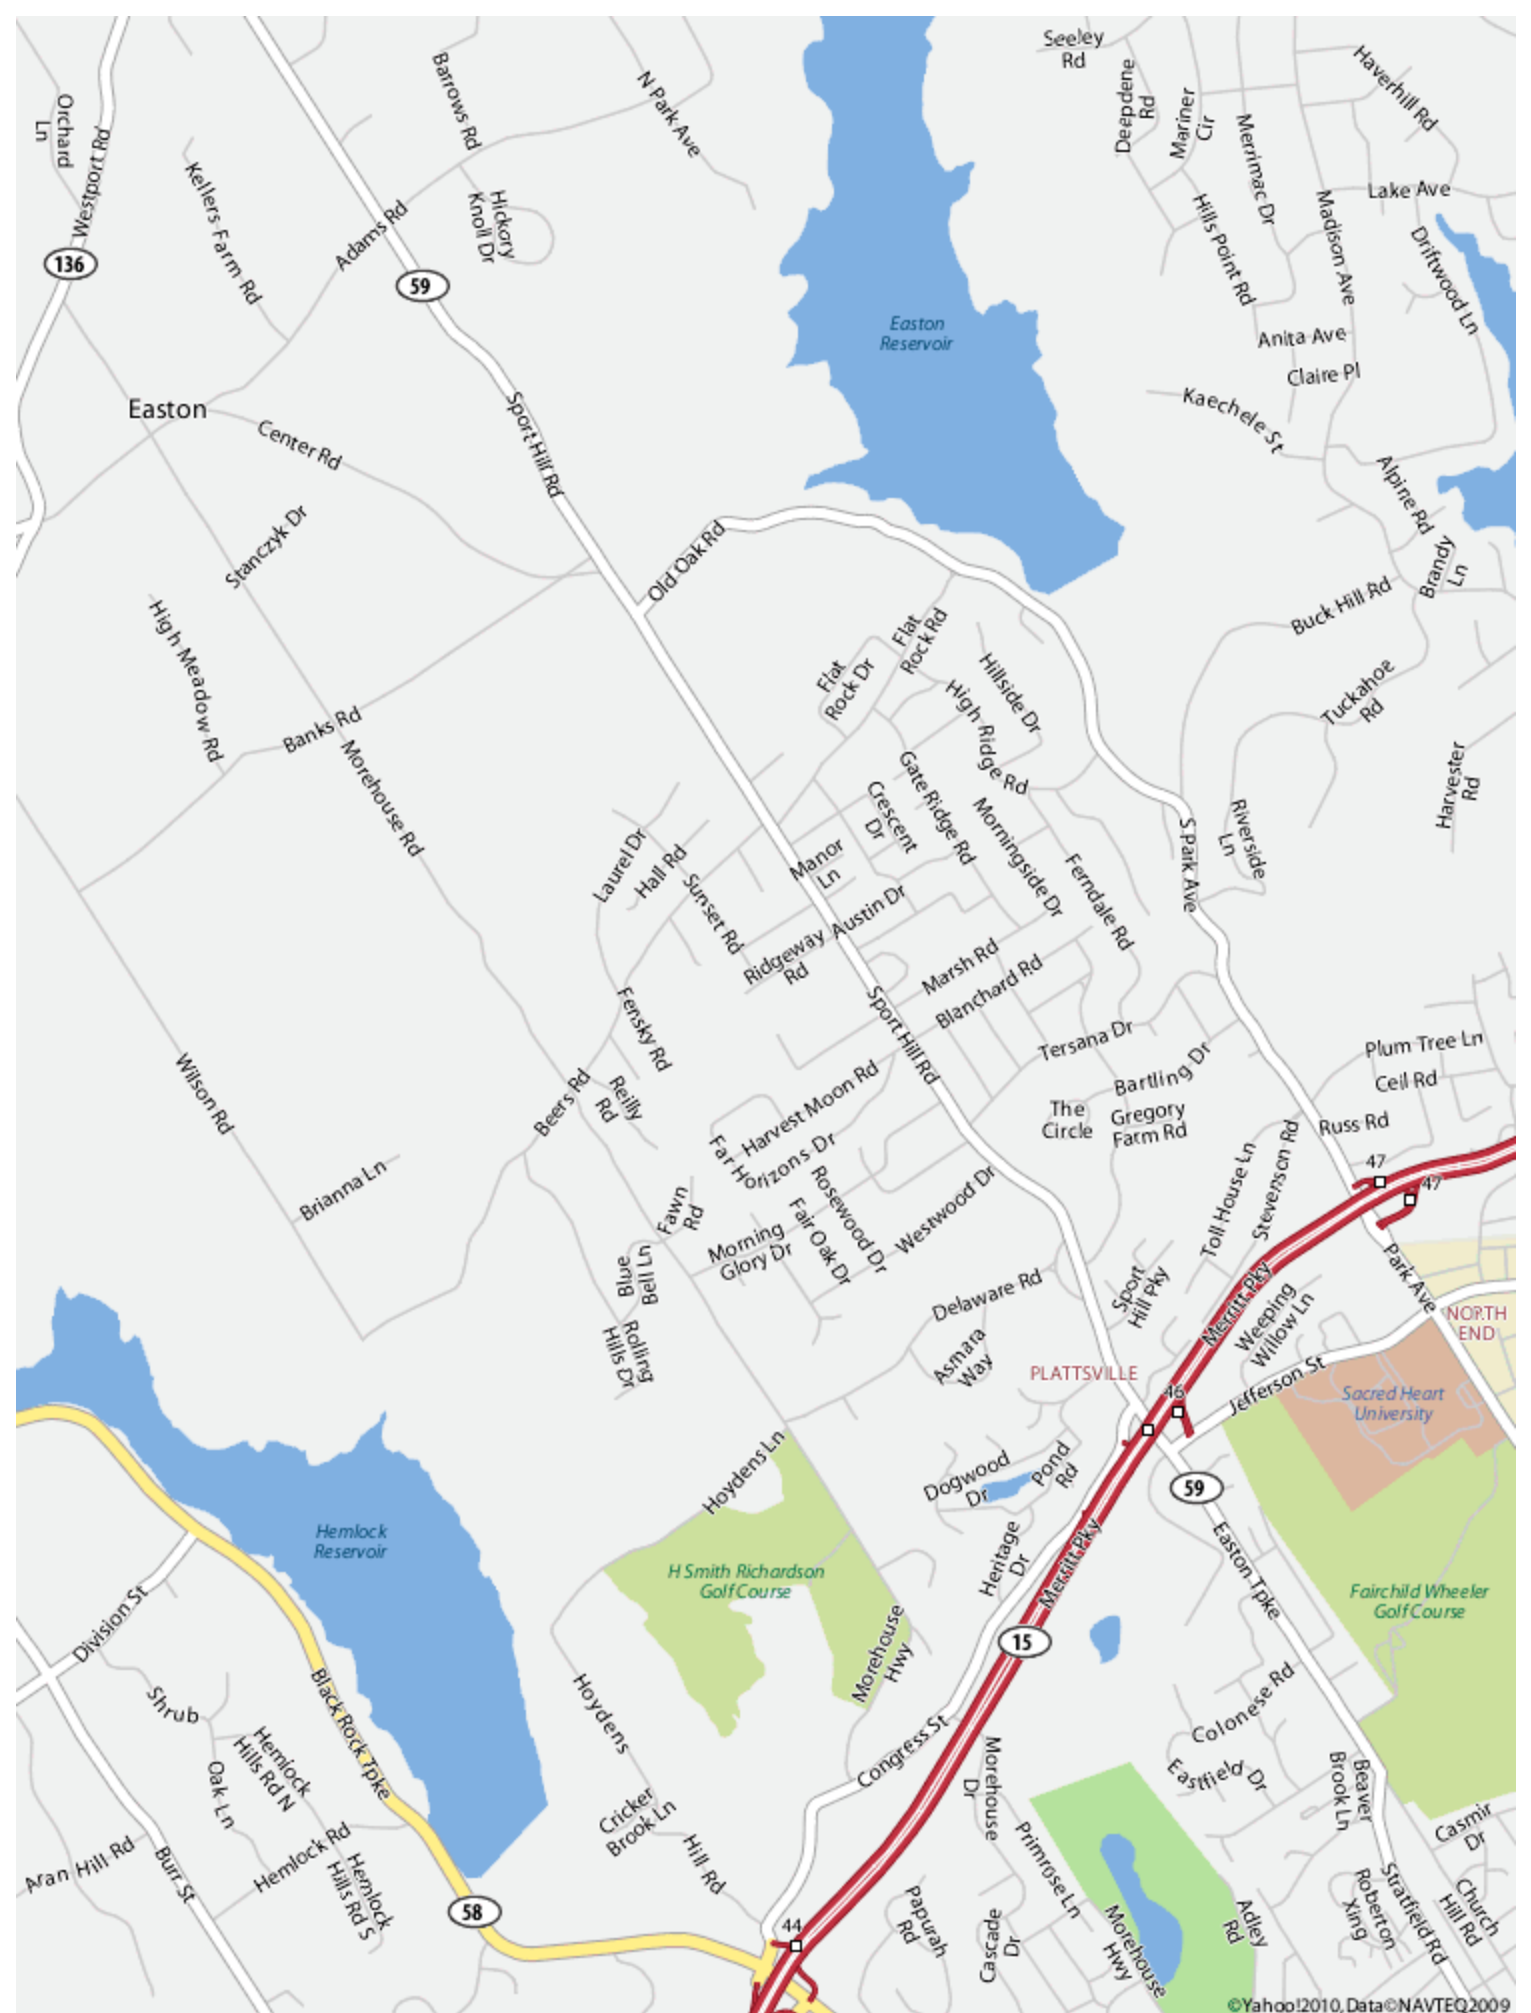 Seeley
Rd
Haverhill Rd
Barrows Rd
N Park Ave
Deepdene
Rd
Mariner
Cir
Merrimac Dr
Orchard
Ln
Westport Rd
Kellers Farm Rd
Hickory
Knoll Dr
Adams Rd
Lake Ave
Hills Point Rd
Madison Ave
Driftwood Ln
136
59
Easton
Reservoir
Anita Ave
Claire Pl
Kaechele St
Easton
Center Rd
Sport Hill Rd
Alpine Rd
Stanczyk Dr
Old Oak Rd
Brandy
Ln
Buck Hill Rd
High Meadow Rd
Flat
Rock Rd
Flat
Rock Dr
Hillside Dr
High Ridge Rd
Tuckahoe
Rd
Banks Rd
Morehouse Rd
Gate Ridge Rd
Crescent
Dr
Harvester
Rd
Morningside Dr
Riverside
Ln
S Park Ave
Laurel Dr
Hall Rd
Manor
Ln
Sunset Rd
Ferndale Rd
Austin Dr
Ridgeway
Rd
Marsh Rd
Blanchard Rd
Fensky Rd
Sport Hill Rd
Tersana Dr
Plum Tree Ln
Wilson Rd
Beers Rd
Reilly
Rd
Harvest Moon Rd
Bartling Dr
Ceil Rd
The
Circle
Gregory
Farm Rd
Russ Rd
Far Horizons Dr
Toll House Ln
Stevenson Rd
47
47
Brianna Ln
Fawn
Rd
Rosewood Dr
Fair Oak Dr
Westwood Dr
Morning
Glory Dr
Blue
Bell Ln
Delaware Rd
Sport
Hill Pky
Merritt Pky
Weeping
Willow Ln
Park Ave
NORTH
END
Rolling
Hills Dr
Asmara
Way
PLATTSVILLE
46
Jefferson St
Sacred Heart
University
Hoydens Ln
Dogwood
Dr
Pond
Rd
59
Hemlock
Reservoir
Heritage
Dr
Merritt Pky
Easton Tpke
H Smith Richardson
Golf Course
Fairchild Wheeler
Golf Course
Division St
Morehouse
Hwy
15
Black Rock Tpke
Shrub
Oak Ln
Hemlock
Hills Rd N
Hoydens
Hill Rd
Colonese Rd
Congress St
Eastfield Dr
Morehouse
Dr
Beaver
Brook Ln
Cricker
Brook Ln
Casmir
Dr
Aran Hill Rd
Burr St
Hemlock Rd
Hemlock
Hills Rd S
Primrose Ln
58
44
Papurah
Rd
Cascade
Dr
Morehouse
Hwy
Adley
Rd
Roberton
Xing
Stratfield Rd
Church
Hill Rd
©Yahoo!2010, Data©NAVTEQ2009